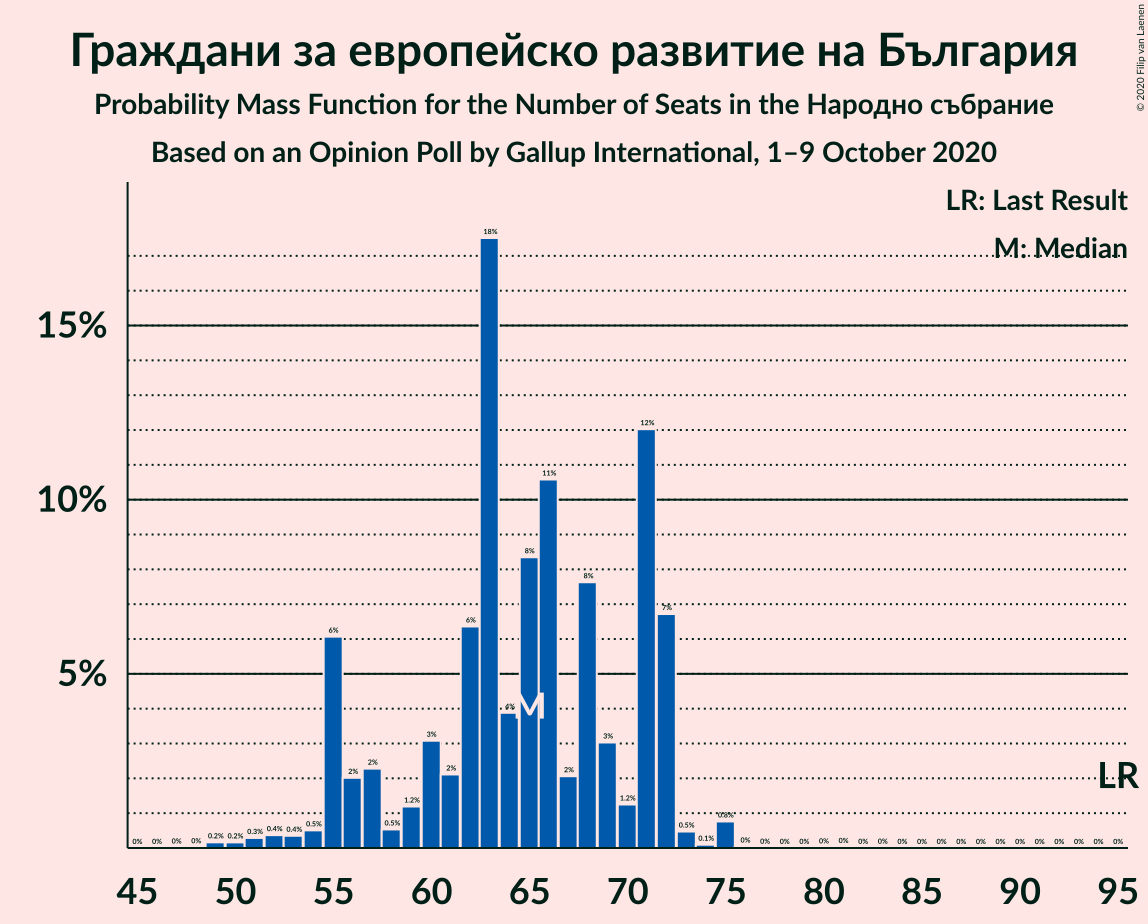 Граждани за европейско развитие на България
Probability Mass Function for the Number of Seats in the Народно събрание
Based on an Opinion Poll by Gallup International, 1–9 October 2020
© 2020 Filip van Laenen
LR: Last Result
M: Median
15%
10%
5%
0% 0% 0% 0% 0.2% 0.2% 0.3% 0.4% 0.4% 0.5% 6% 2% 2% 0.5% 1.2% 3% 2% 6% 18% 4% 8% 11% 2% 8% 3% 1.2% 12% 7% 0.5% 0.1% 0.8% 0% 0% 0% 0% 0% 0% 0% 0% 0% 0% 0% 0% 0% 0% 0% 0% 0% 0% 0% 0%
M
LR
45 50 55 60 65 70 75 80 85 90 95